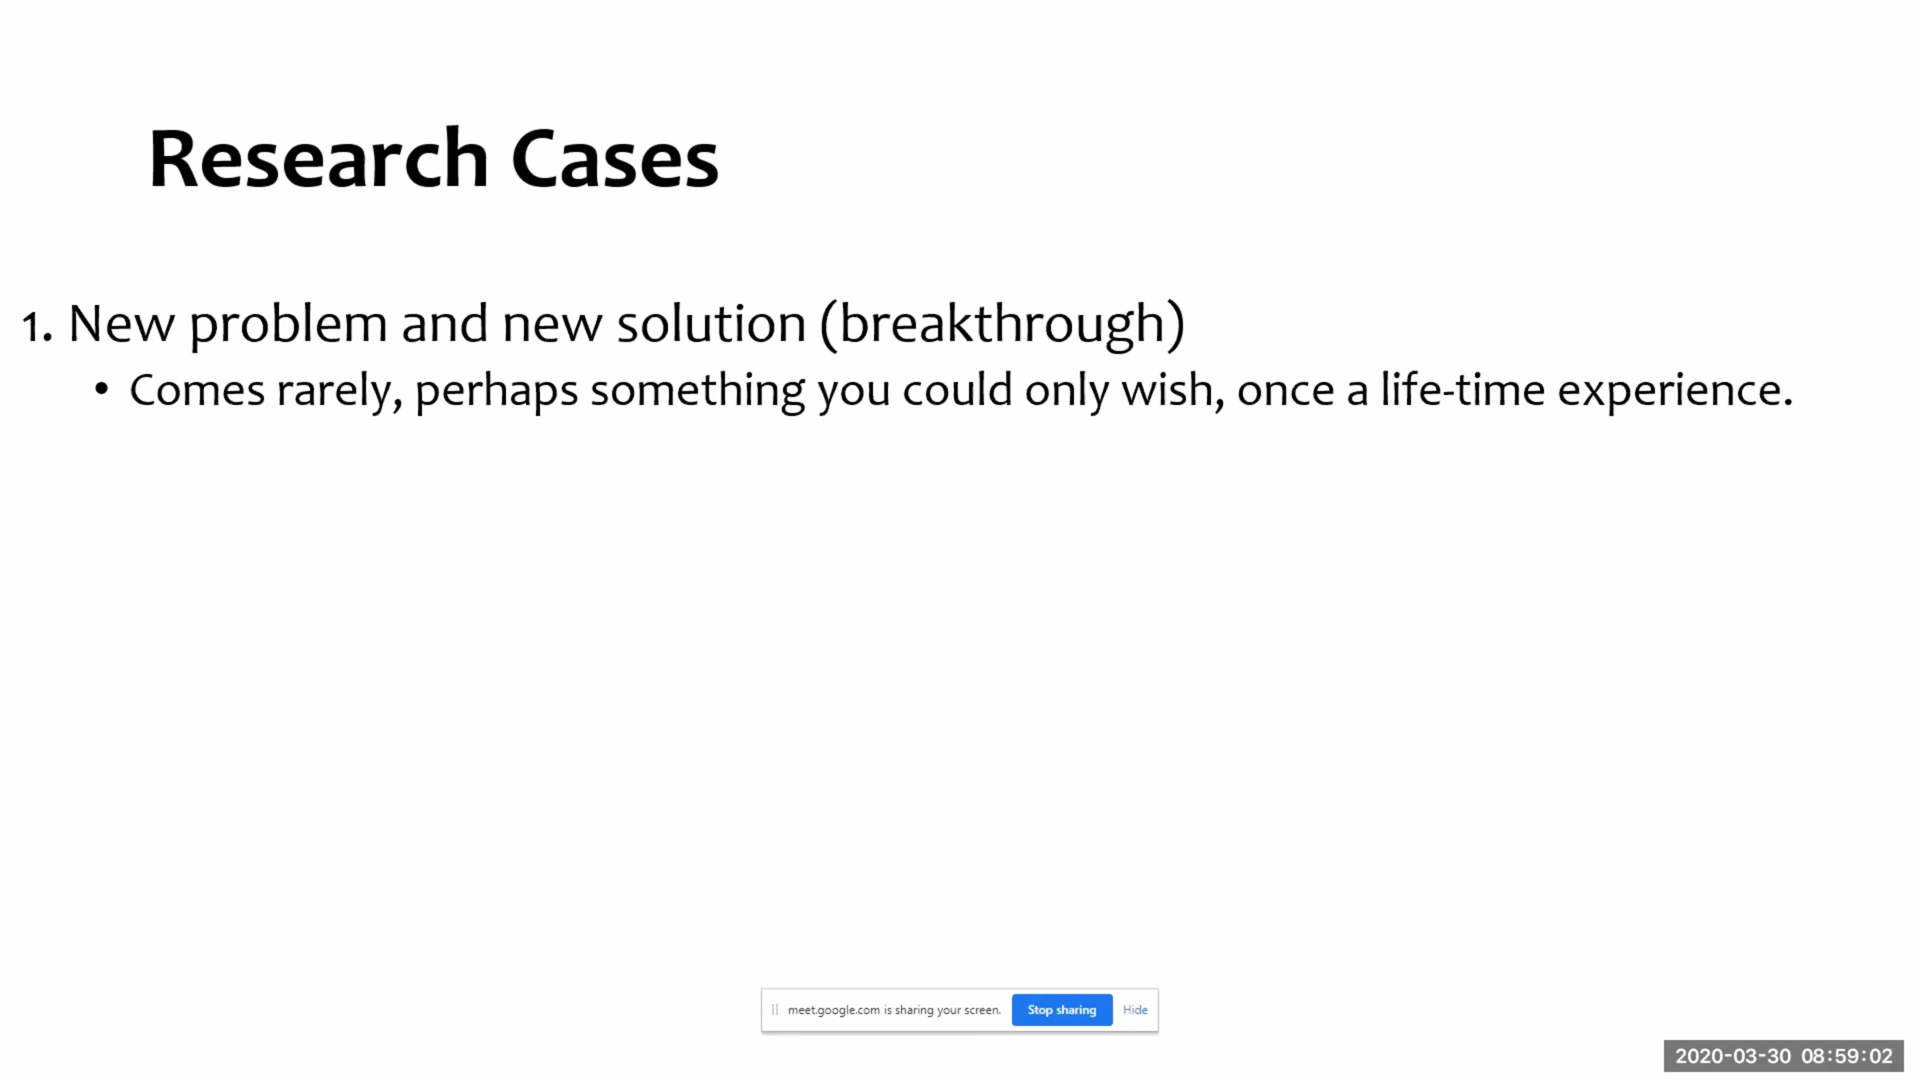 Research Cases
1. New problem and new solution (breakthrough)
• Comes rarely, perhaps something you could only wish, once a life-time experience.
meet.google.com is sharing your screen. Stop sharing Hide
2020-03-30 08:59:02